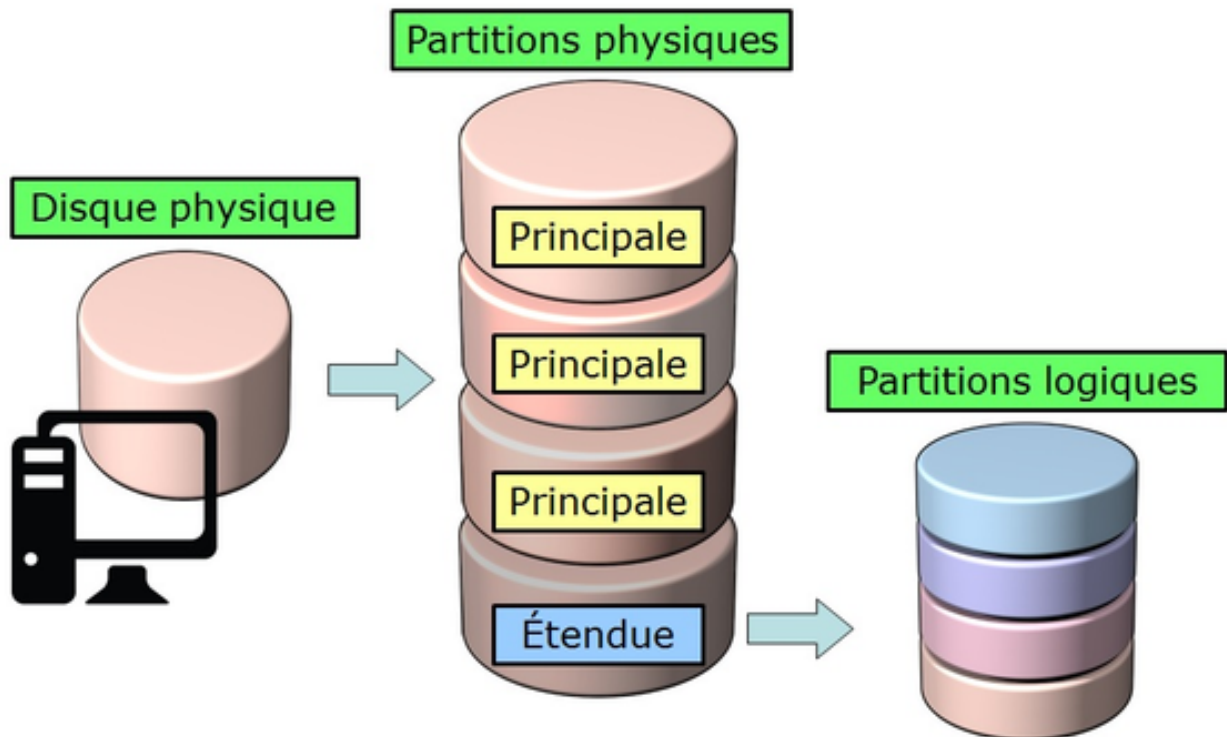 Partitions physiques
Disque physique
Principale
Principale
Partitions logiques
Principale
Étendue